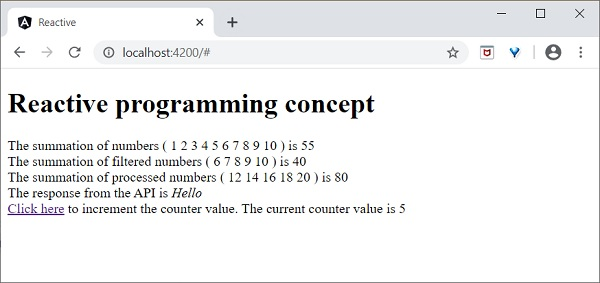 Reactive
localhost:4200/#
Reactive programming concept
The summation of numbers ( 1 2 3 4 5 6 7 8 9 10 ) is 55
The summation of filtered numbers ( 6 7 8 9 10 ) is 40
The summation of processed numbers ( 12 14 16 18 20 ) is 80
The response from the API is Hello
Click here to increment the counter value. The current counter value is 5